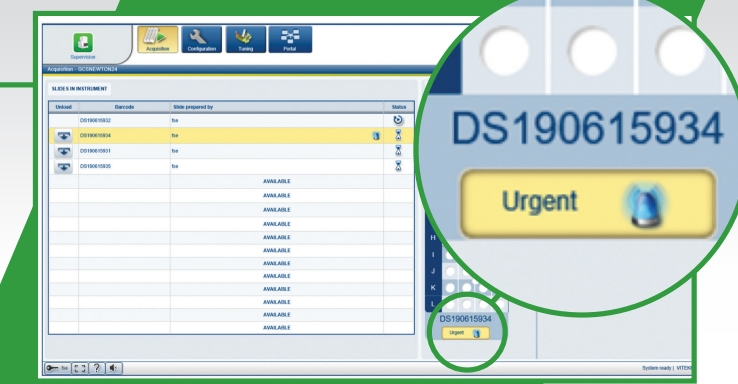 Supervisor
Acquisition
Configuration
Tuning
Portal
Acquisition - GCSNEWTON24
SLIDES IN INSTRUMENT
Unload Barcode Slide prepared by Status
DS190615932 fse
DS190615934 fse
DS190615931 fse
DS190615935 fse
AVAILABLE
AVAILABLE
AVAILABLE
AVAILABLE
AVAILABLE
AVAILABLE
AVAILABLE
AVAILABLE
AVAILABLE
AVAILABLE
AVAILABLE
AVAILABLE
H
I
J
K
L
DS190615934
Urgent
DS190615934
Urgent
fse
System ready | VITEK